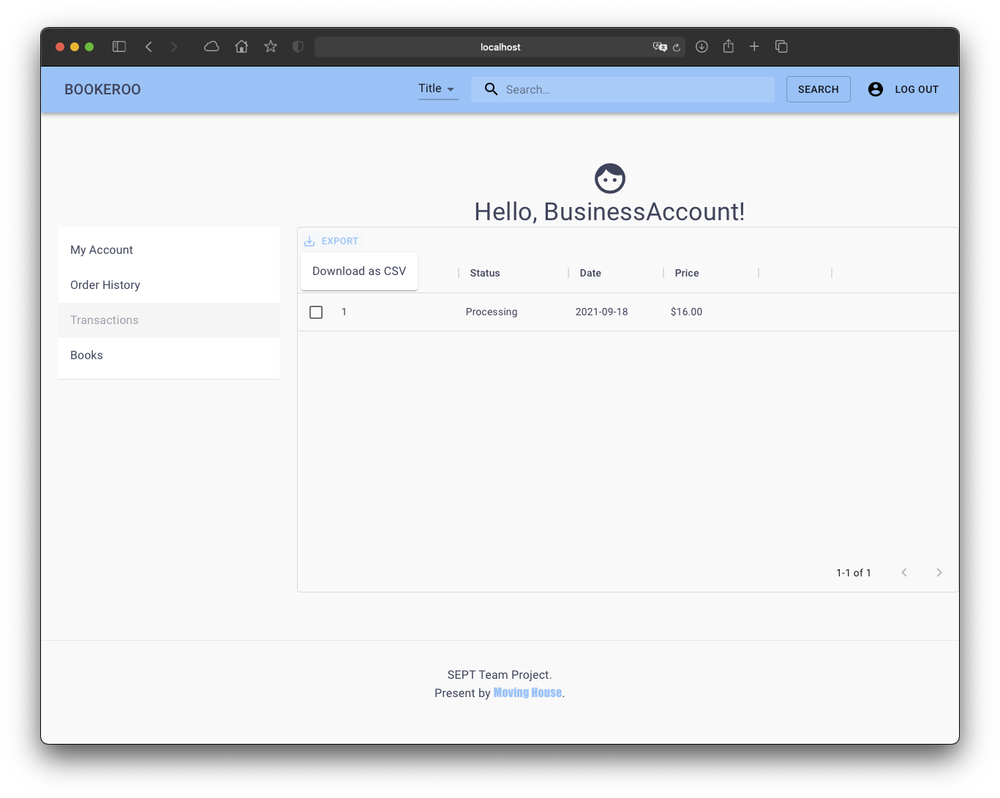 localhost
BOOKEROO
Title
Search...
SEARCH
LOG OUT
Hello, BusinessAccount!
My Account
Order History
Transactions
Books
EXPORT
Download as CSV
Status
Date
Price
1
Processing
2021-09-18
$16.00
1-1 of 1
SEPT Team Project.
Present by Moving House.